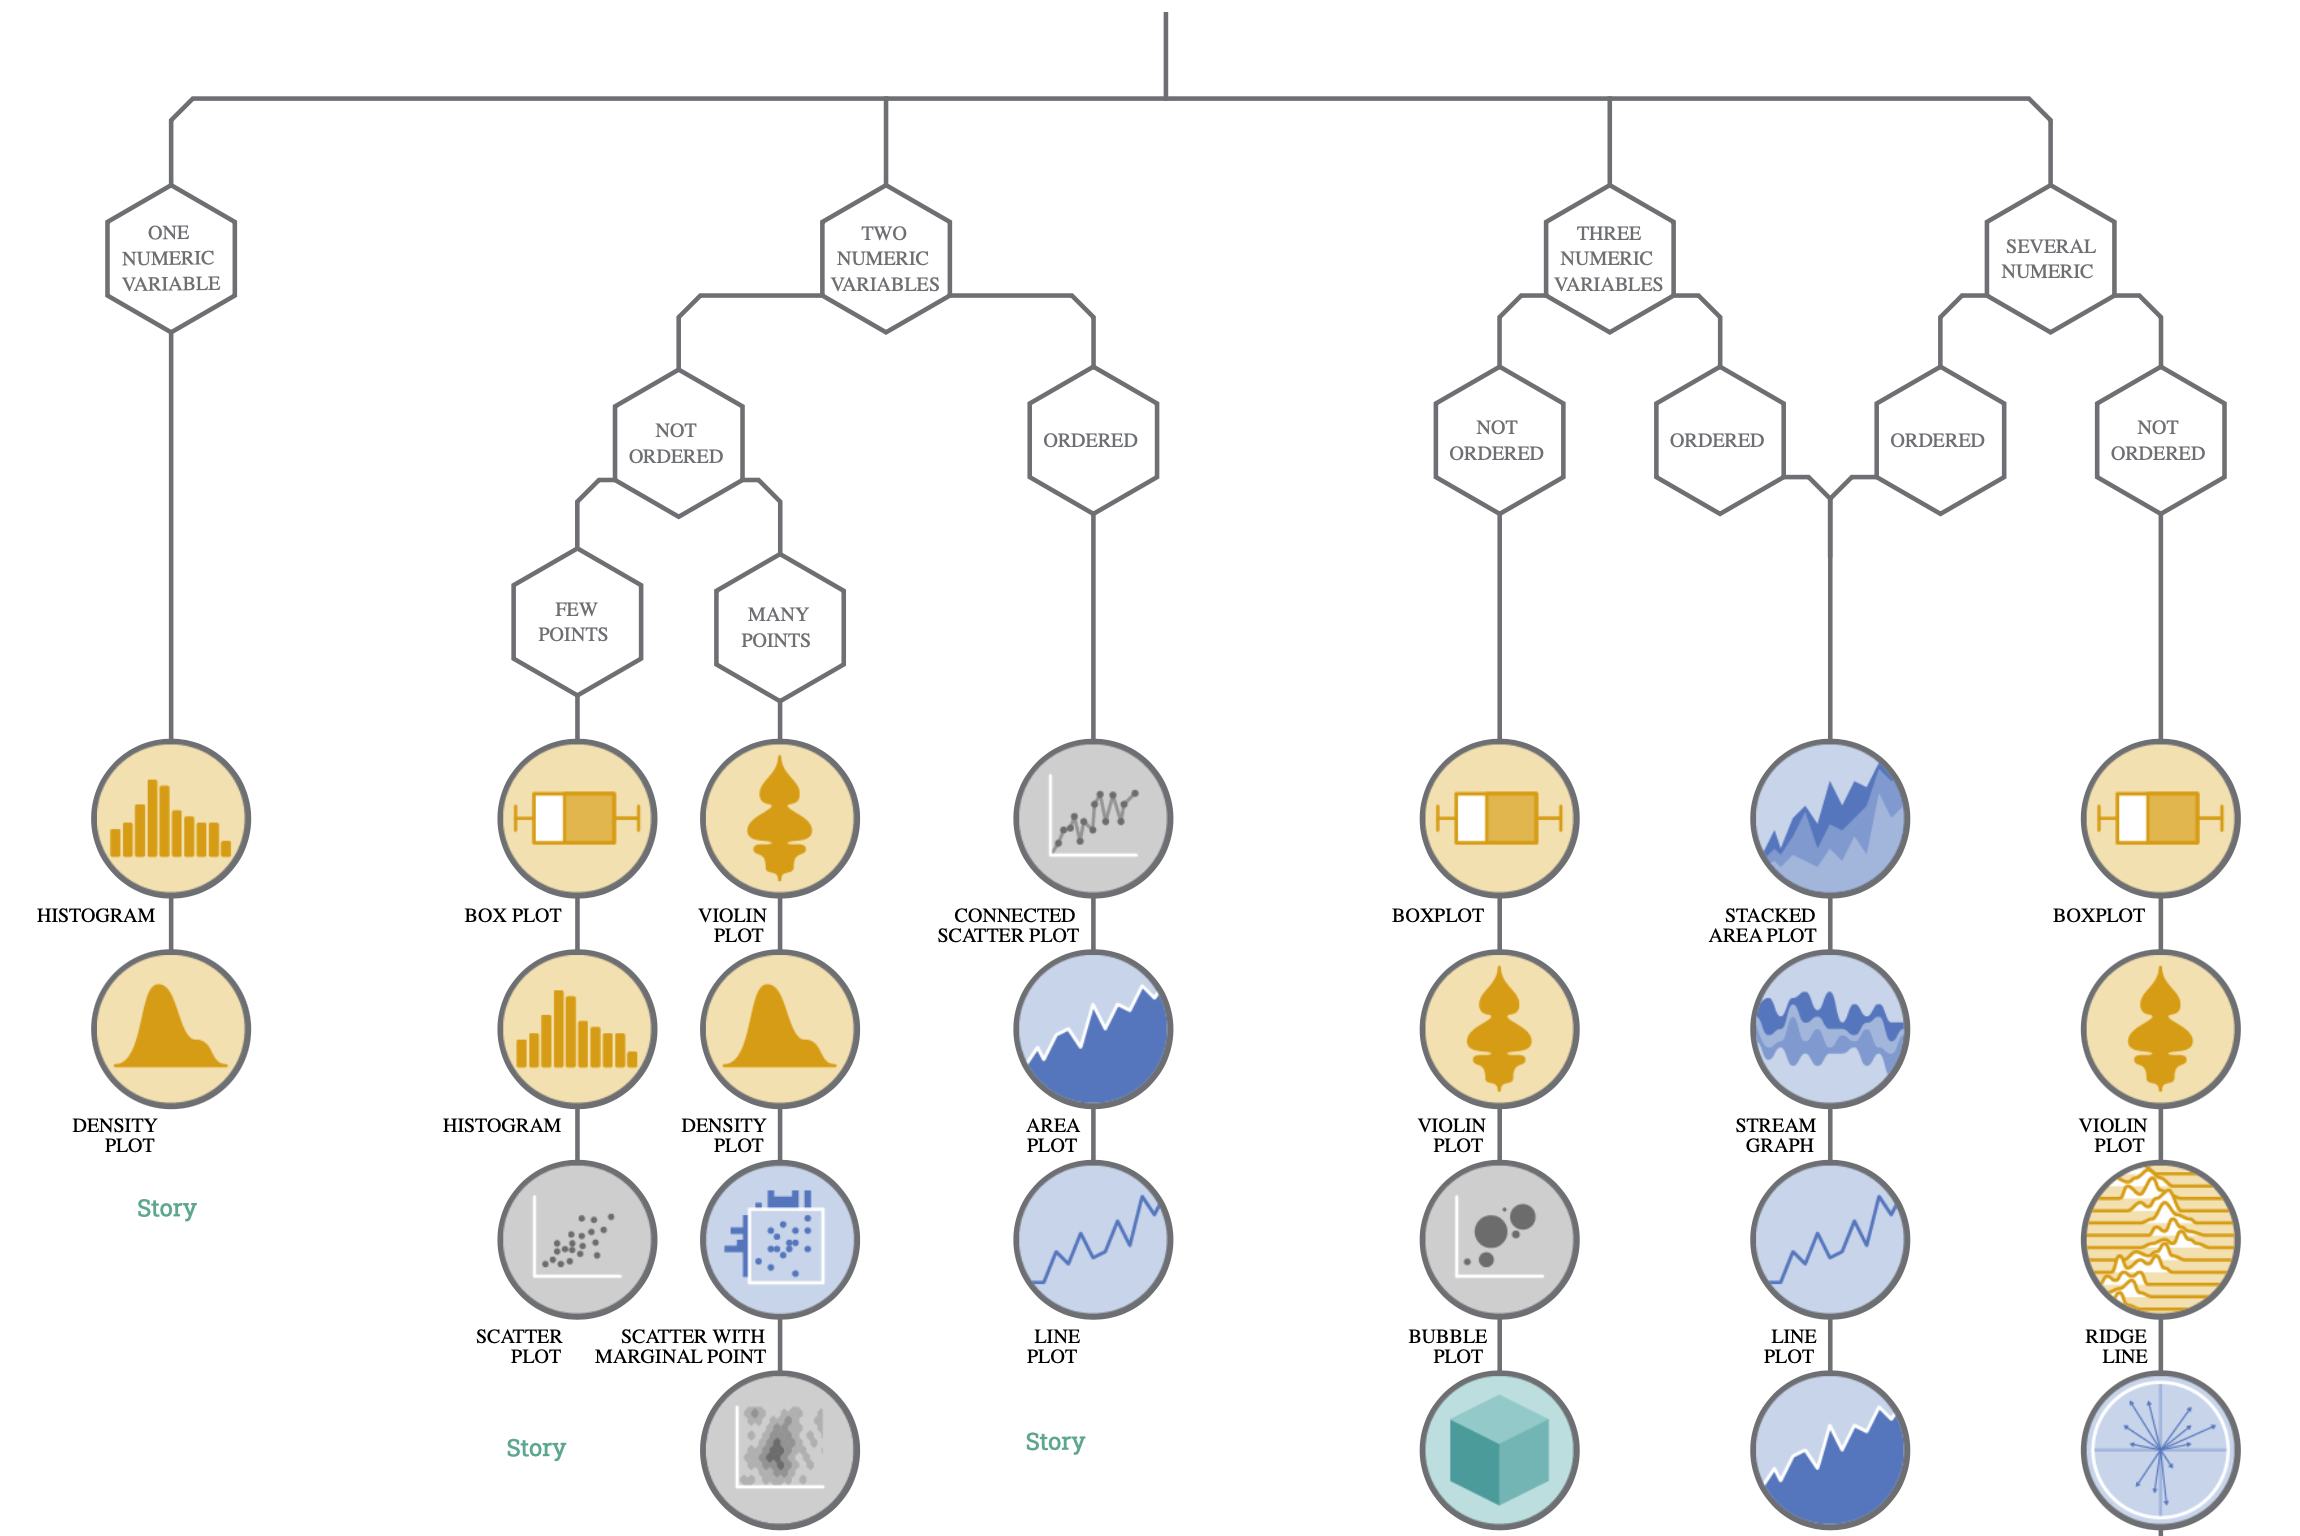 ONE
NUMERIC
VARIABLE
TWO
NUMERIC
VARIABLES
THREE
NUMERIC
VARIABLES
SEVERAL
NUMERIC
NOT
ORDERED
ORDERED
NOT
ORDERED
ORDERED
ORDERED
NOT
ORDERED
FEW
POINTS
MANY
POINTS
HISTOGRAM
BOX PLOT
VIOLIN
PLOT
CONNECTED
SCATTER PLOT
BOXPLOT
STACKED
AREA PLOT
BOXPLOT
DENSITY
PLOT
HISTOGRAM
DENSITY
PLOT
AREA
PLOT
VIOLIN
PLOT
STREAM
GRAPH
VIOLIN
PLOT
Story
SCATTER
PLOT
SCATTER WITH
MARGINAL POINT
LINE
PLOT
BUBBLE
PLOT
LINE
PLOT
RIDGE
LINE
Story
Story